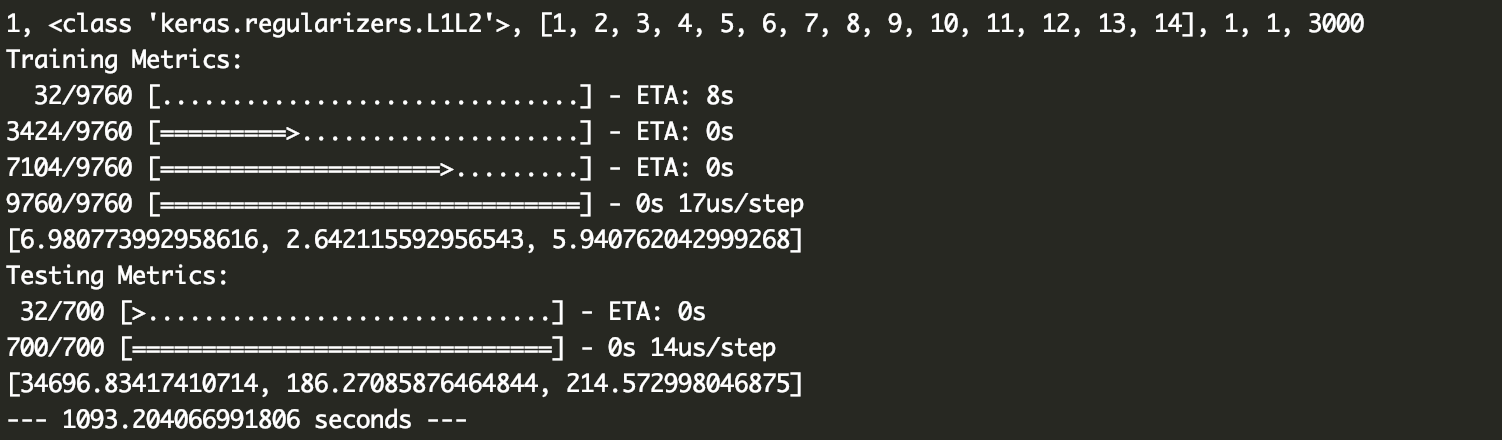 1, <class 'keras.regularizers.L1L2'>, [1, 2, 3, 4, 5, 6, 7, 8, 9, 10, 11, 12, 13, 14], 1, 1, 3000
Training Metrics:
  32/9760 [..............................] - ETA: 8s
3424/9760 [=========>....................] - ETA: 0s
7104/9760 [====================>.........] - ETA: 0s
9760/9760 [==============================] - 0s 17us/step
[6.980773992958616, 2.642115592956543, 5.940762042999268]
Testing Metrics:
 32/700 [>.............................] - ETA: 0s
700/700 [==============================] - 0s 14us/step
[34696.83417410714, 186.27085876464844, 214.572998046875]
--- 1093.204066991806 seconds ---